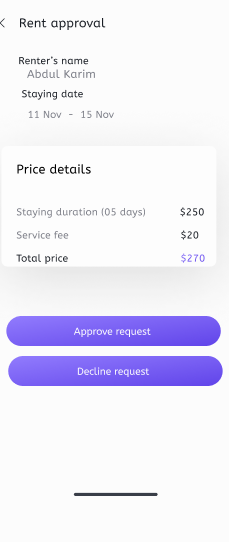 Rent approval
Renter's name
Abdul Karim
Staying date
11 Nov - 15 Nov
Price details
Staying duration (05 days) $250
Service fee $20
Total price $270
Approve request
Decline request